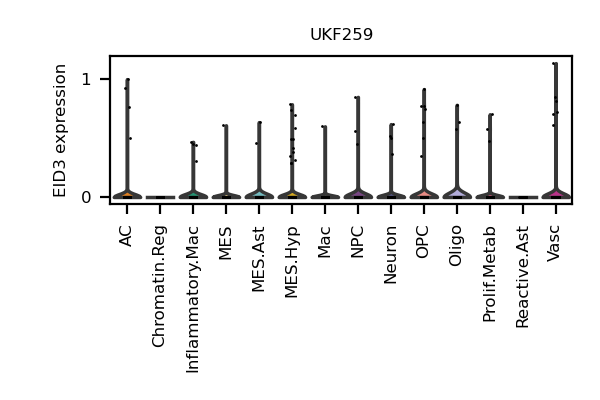 UKF259
EID3 expression
1
0
AC
Chromatin.Reg
Inflammatory.Mac
MES
MES.Ast
MES.Hyp
Mac
NPC
Neuron
OPC
Oligo
Prolif.Metab
Reactive.Ast
Vasc